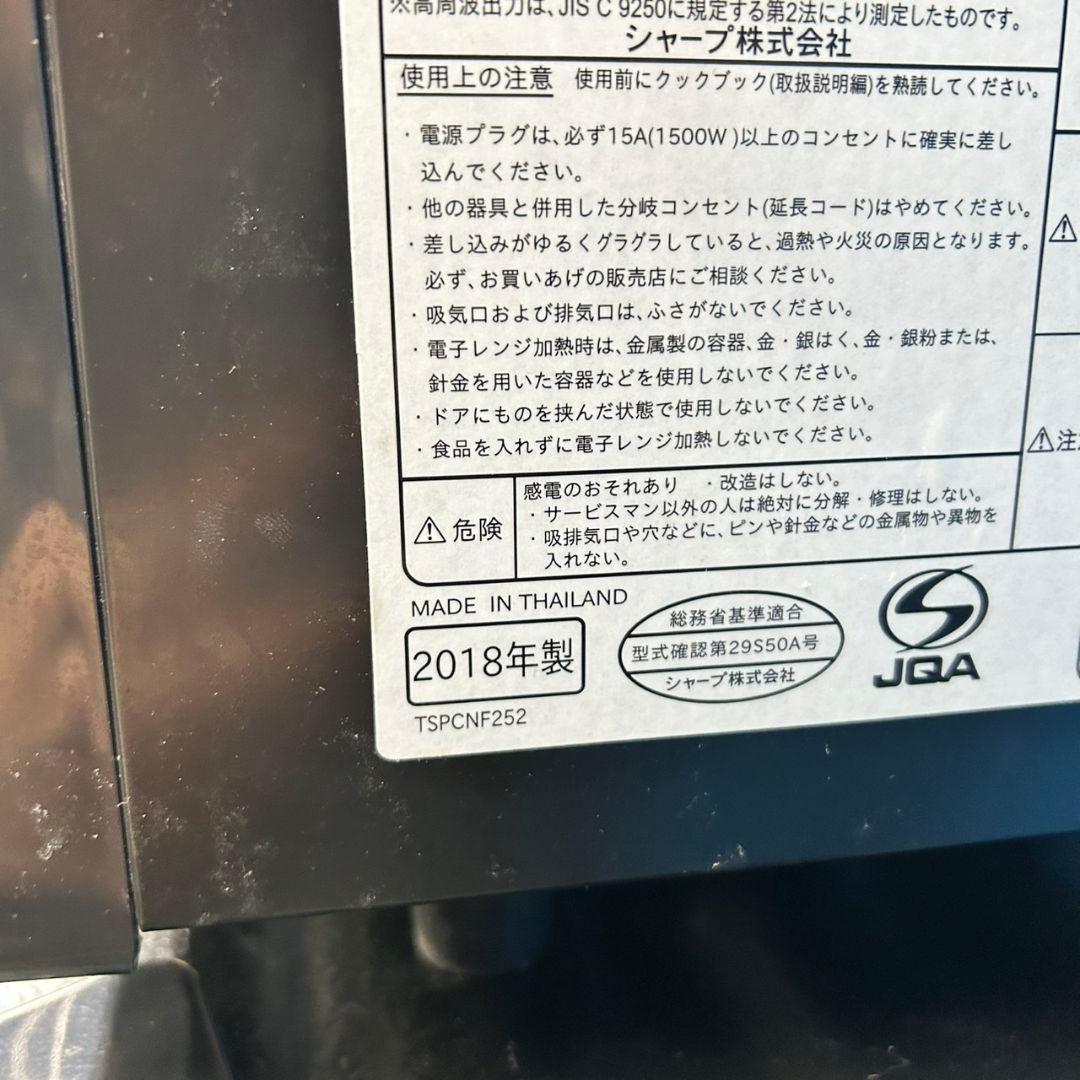 ※高周波出力は、JIS C 9250に規定する第2法により測定したものです。
シャープ株式会社
使用上の注意 使用前にクックブック(取扱説明編)を熟読してください。
・電源プラグは、必ず15A(1500W)以上のコンセントに確実に差し
込んでください。
・他の器具と併用した分岐コンセント(延長コード)はやめてください。
・差し込みがゆるくグラグラしていると、過熱や火災の原因となります。
必ず、お買いあげの販売店にご相談ください。
・吸気口および排気口は、ふさがないでください。
・電子レンジ加熱時は、金属製の容器、金・銀はく、金・銀粉または、
針金を用いた容器などを使用しないでください。
・ドアにものを挟んだ状態で使用しないでください。
・食品を入れずに電子レンジ加熱しないでください。
⚠危険
感電のおそれあり ・改造はしない。
・サービスマン以外の人は絶対に分解・修理はしない。
・吸排気口や穴などに、ピンや針金などの金属物や異物を
入れない。
⚠
⚠注
MADE IN THAILAND
2018年製
TSPCNF252
総務省基準適合
型式確認第29S50A号
シャープ株式会社
JQA